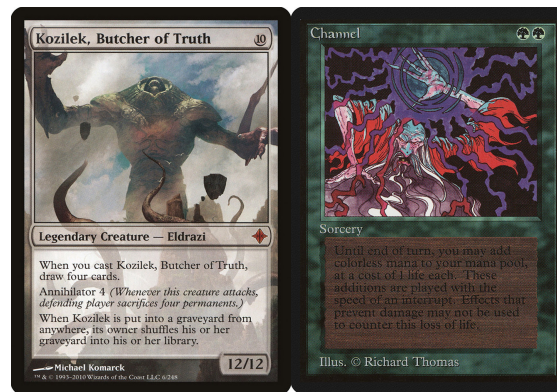 Kozilek, Butcher of Truth 10
Legendary Creature — Eldrazi
When you cast Kozilek, Butcher of Truth,
draw four cards.
Annihilator 4 (Whenever this creature attacks,
defending player sacrifices four permanents.)
When Kozilek is put into a graveyard from
anywhere, its owner shuffles his or her
graveyard into his or her library.
12/12
Michael Komarck
™ & © 1993–2010 Wizards of the Coast LLC 6/248
Channel
Sorcery
Until end of turn, you may add
colorless mana to your mana pool,
at a cost of 1 life each. These
additions are played with the
speed of an interrupt. Effects that
prevent damage may not be used
to counter this loss of life.
Illus. © Richard Thomas